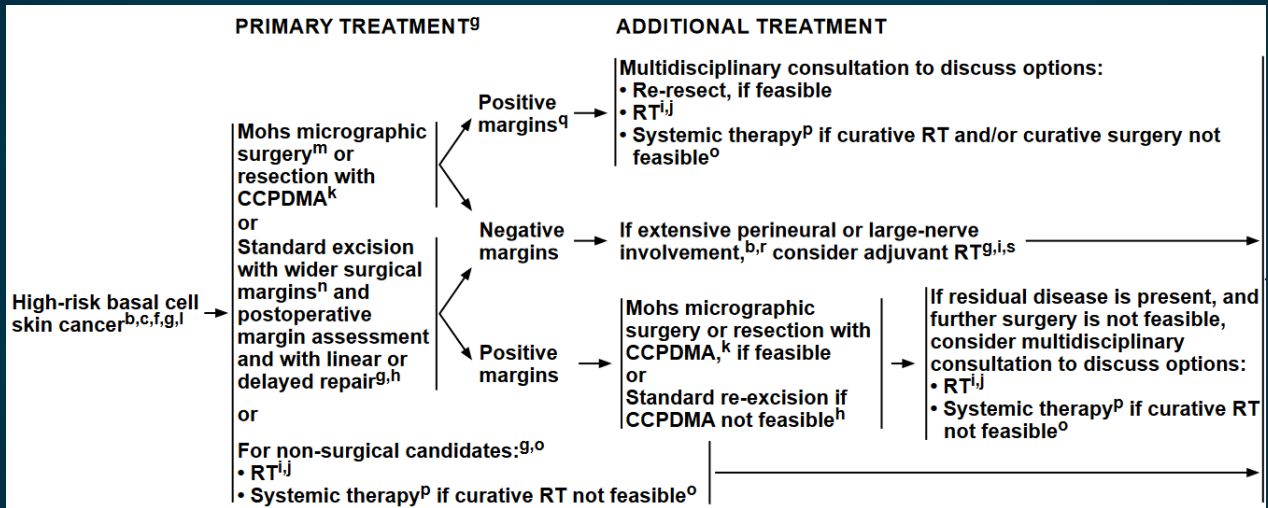 PRIMARY TREATMENTg
ADDITIONAL TREATMENT
High-risk basal cell
skin cancerb,c,f,g,l
Mohs micrographic
surgerym or
resection with
CCPDMAk
or
Standard excision
with wider surgical
marginsn and
postoperative
margin assessment
and with linear or
delayed repairg,h
or
For non-surgical candidates:g,o
• RTi,j
• Systemic therapyp if curative RT not feasibleo
Positive
marginsq
Multidisciplinary consultation to discuss options:
• Re-resect, if feasible
• RTi,j
• Systemic therapyp if curative RT and/or curative surgery not
feasibleo
Negative
margins
If extensive perineural or large-nerve
involvement,b,r consider adjuvant RTg,i,s
Positive
margins
Mohs micrographic
surgery or resection with
CCPDMA,k if feasible
or
Standard re-excision if
CCPDMA not feasibleh
If residual disease is present, and
further surgery is not feasible,
consider multidisciplinary
consultation to discuss options:
• RTi,j
• Systemic therapyp if curative RT
not feasibleo